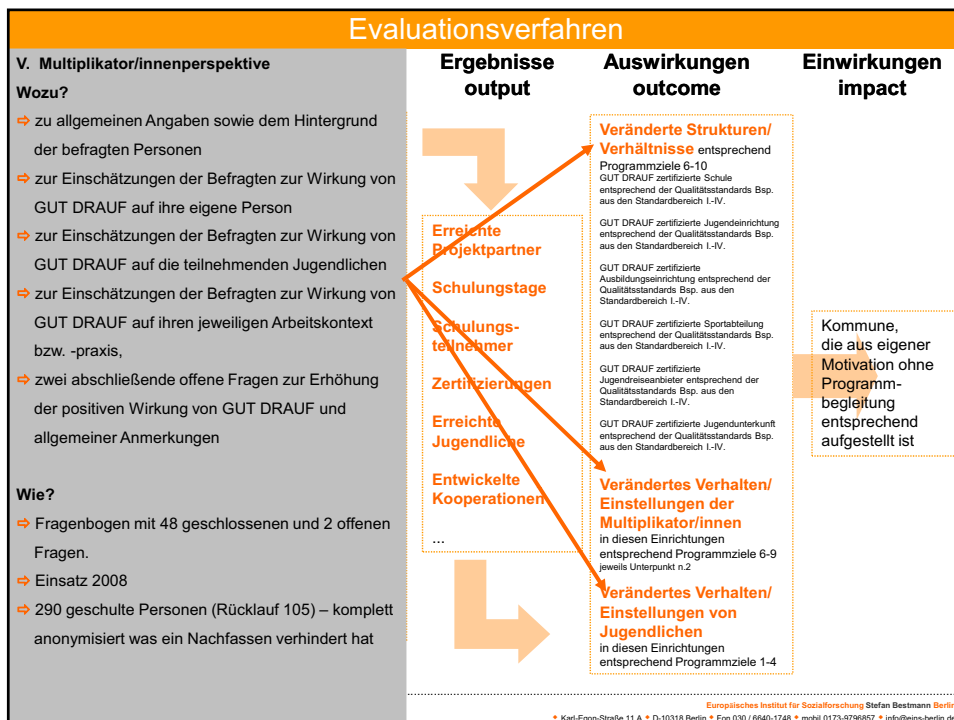 Evaluationsverfahren
V. Multiplikator/innenperspektive
Wozu?
⇨ zu allgemeinen Angaben sowie dem Hintergrund
der befragten Personen
⇨ zur Einschätzungen der Befragten zur Wirkung von
GUT DRAUF auf ihre eigene Person
⇨ zur Einschätzungen der Befragten zur Wirkung von
GUT DRAUF auf die teilnehmenden Jugendlichen
⇨ zur Einschätzungen der Befragten zur Wirkung von
GUT DRAUF auf ihren jeweiligen Arbeitskontext
bzw. -praxis,
⇨ zwei abschließende offene Fragen zur Erhöhung
der positiven Wirkung von GUT DRAUF und
allgemeiner Anmerkungen
Wie?
⇨ Fragenbogen mit 48 geschlossenen und 2 offenen
Fragen.
⇨ Einsatz 2008
⇨ 290 geschulte Personen (Rücklauf 105) – komplett
anonymisiert was ein Nachfassen verhindert hat
Ergebnisse
output
Erreichte
Projektpartner
Schulungstage
Schulungs-
teilnehmer
Zertifizierungen
Erreichte
Jugendliche
Entwickelte
Kooperationen
...
Auswirkungen
outcome
Veränderte Strukturen/
Verhältnisse entsprechend
Programmziele 6-10
GUT DRAUF zertifizierte Schule
entsprechend der Qualitätsstandards Bsp.
aus den Standardbereich I.-IV.
GUT DRAUF zertifizierte Jugendeinrichtung
entsprechend der Qualitätsstandards Bsp.
aus den Standardbereich I.-IV.
GUT DRAUF zertifizierte
Ausbildungseinrichtung entsprechend der
Qualitätsstandards Bsp. aus den
Standardbereich I.-IV.
GUT DRAUF zertifizierte Sportabteilung
entsprechend der Qualitätsstandards Bsp.
aus den Standardbereich I.-IV.
GUT DRAUF zertifizierte
Jugendreiseanbieter entsprechend der
Qualitätsstandards Bsp. aus den
Standardbereich I.-IV.
GUT DRAUF zertifizierte Jugendunterkunft
entsprechend der Qualitätsstandards Bsp.
aus den Standardbereich I.-IV.
Verändertes Verhalten/
Einstellungen der
Multiplikator/innen
in diesen Einrichtungen
entsprechend Programmziele 6-9
jeweils Unterpunkt n.2
Verändertes Verhalten/
Einstellungen von
Jugendlichen
in diesen Einrichtungen
entsprechend Programmziele 1-4
Einwirkungen
impact
Kommune,
die aus eigener
Motivation ohne
Programm-
begleitung
entsprechend
aufgestellt ist
Europäisches Institut für Sozialforschung Stefan Bestmann Berlin
◆ Karl-Egon-Straße 11 A ◆ D-10318 Berlin ◆ Fon 030 / 6640-1748 ◆ mobil 0173-9796857 ◆ info@eins-berlin.de